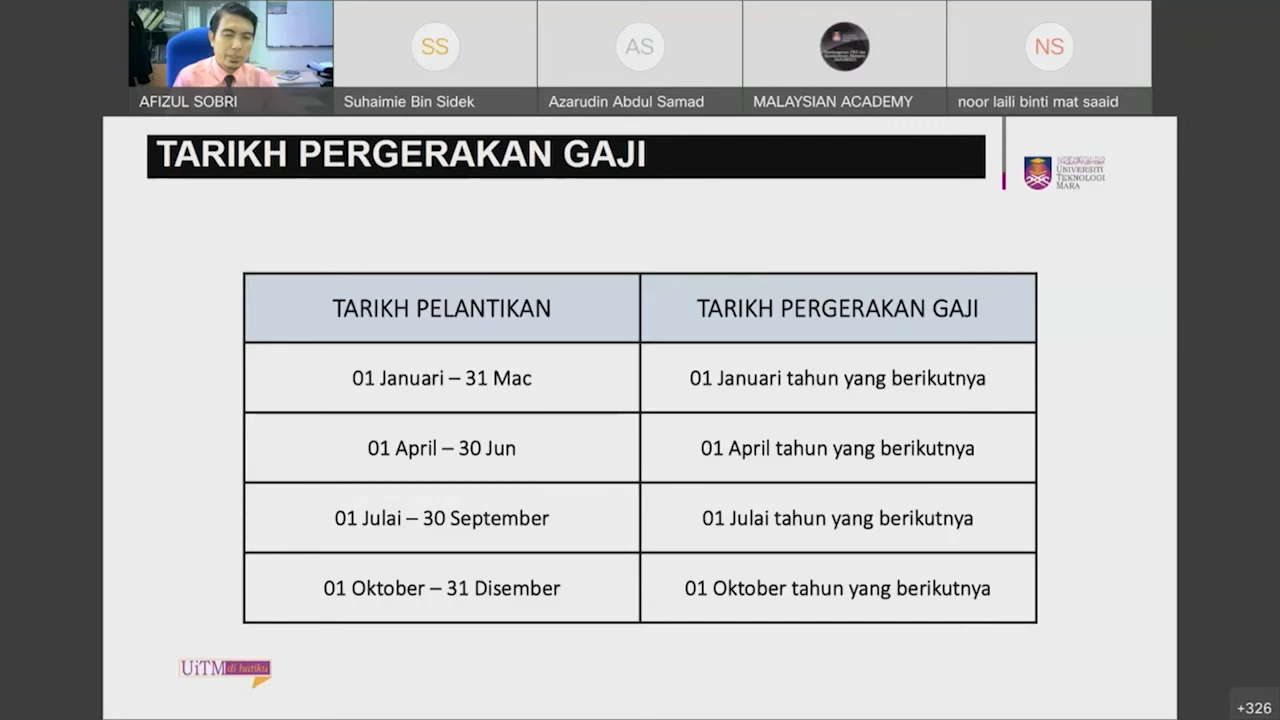 SS
AS
NS
AFIZUL SOBRI
Suhaimie Bin Sidek
Azarudin Abdul Samad
MALAYSIAN ACADEMY
noor laili binti mat saaid
TARIKH PERGERAKAN GAJI
UNIVERSITI
TEKNOLOGI
MARA
TARIKH PELANTIKAN
TARIKH PERGERAKAN GAJI
01 Januari – 31 Mac
01 Januari tahun yang berikutnya
01 April – 30 Jun
01 April tahun yang berikutnya
01 Julai – 30 September
01 Julai tahun yang berikutnya
01 Oktober – 31 Disember
01 Oktober tahun yang berikutnya
UiTM di hatiku
+326